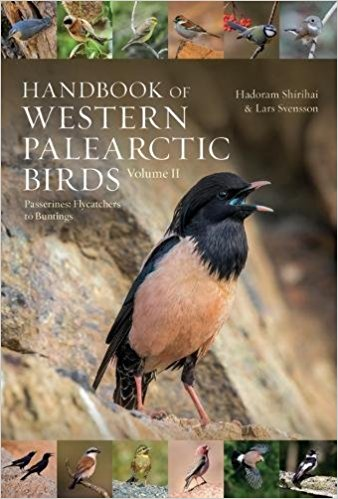 HANDBOOK OF
WESTERN
PALEARCTIC
BIRDS Volume II
Hadoram Shirihai
& Lars Svensson
Passerines: Flycatchers
to Buntings